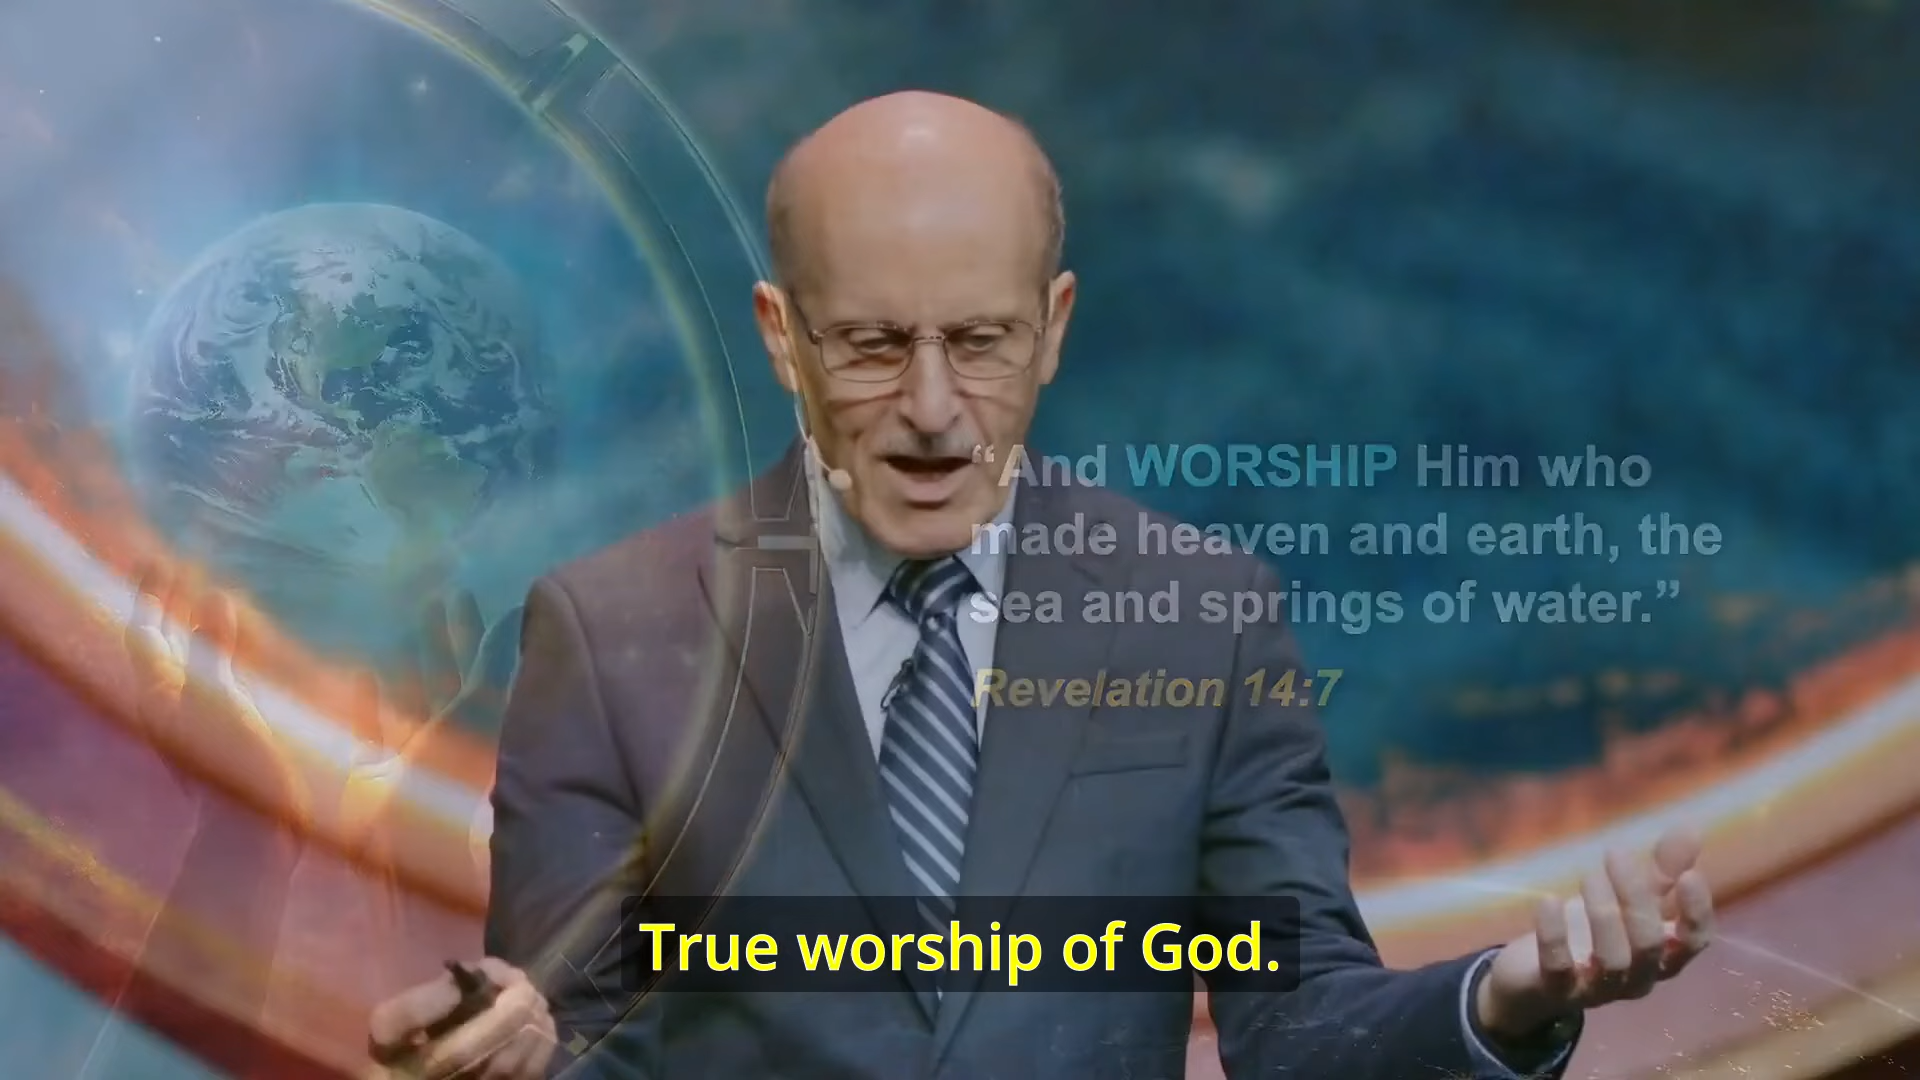 “And WORSHIP Him who
made heaven and earth, the
sea and springs of water.”
Revelation 14:7
True worship of God.